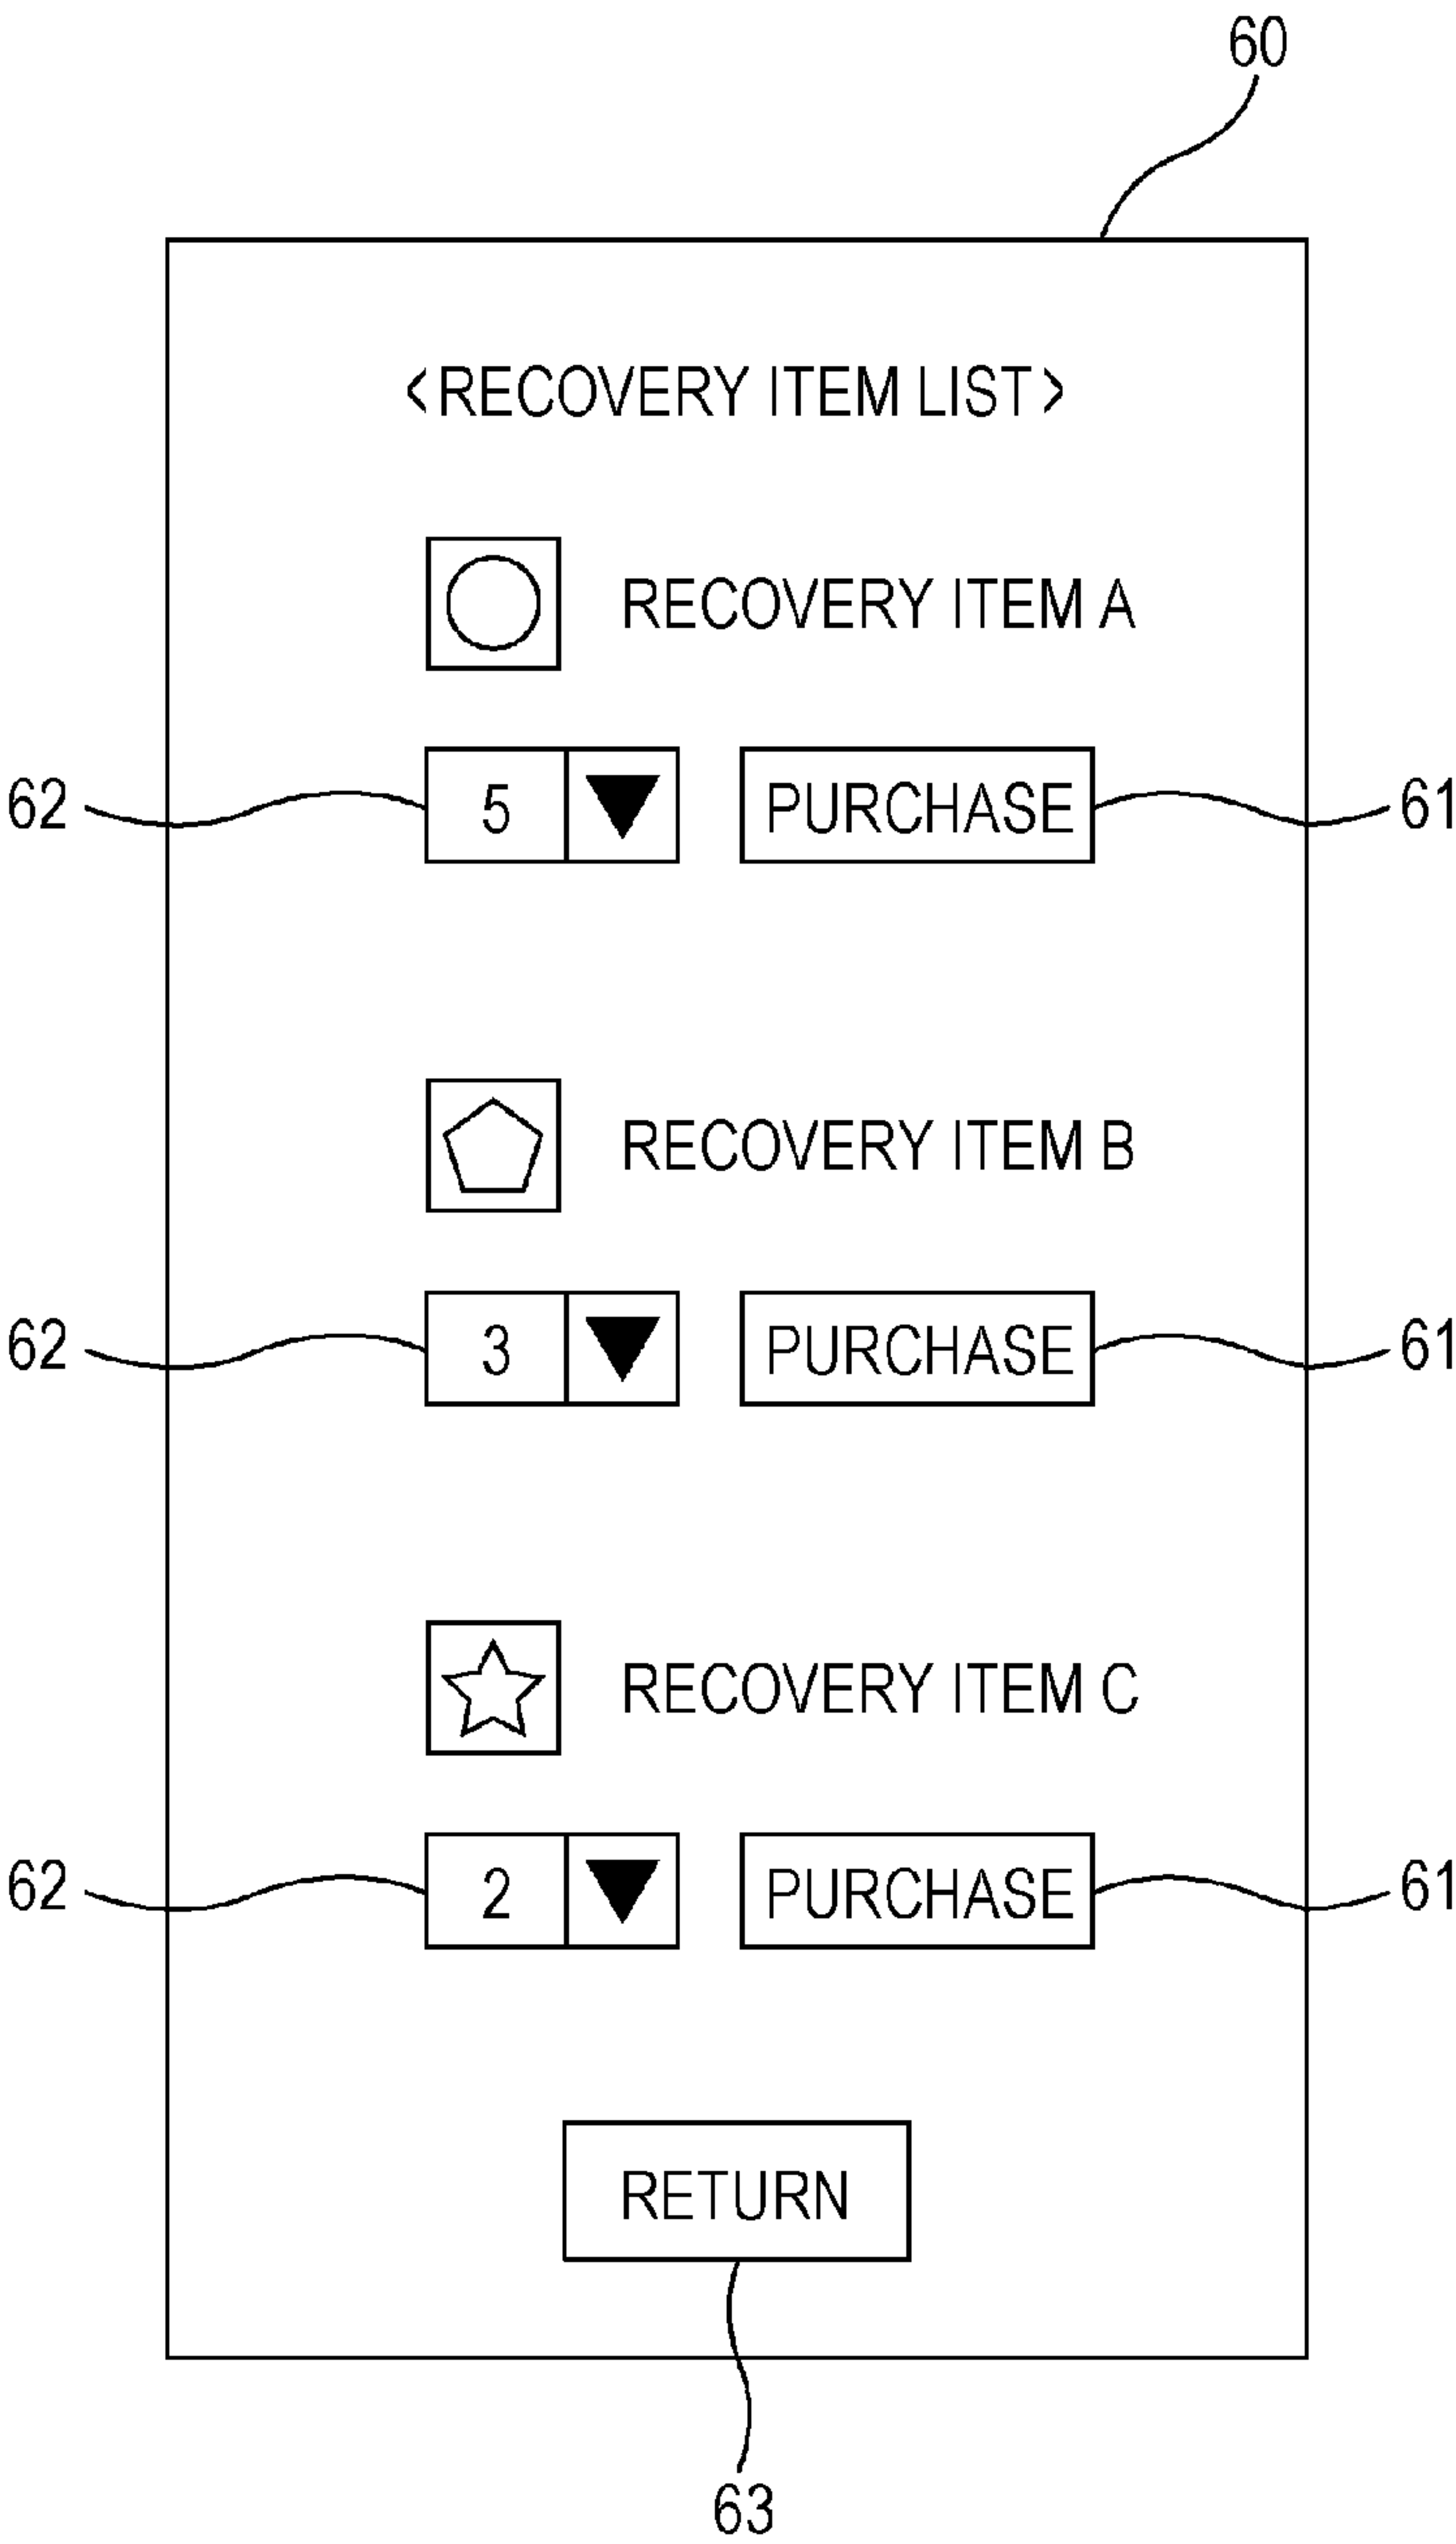 60
<RECOVERY ITEM LIST>
RECOVERY ITEM A
62 5 PURCHASE 61
RECOVERY ITEM B
62 3 PURCHASE 61
RECOVERY ITEM C
62 2 PURCHASE 61
RETURN
63